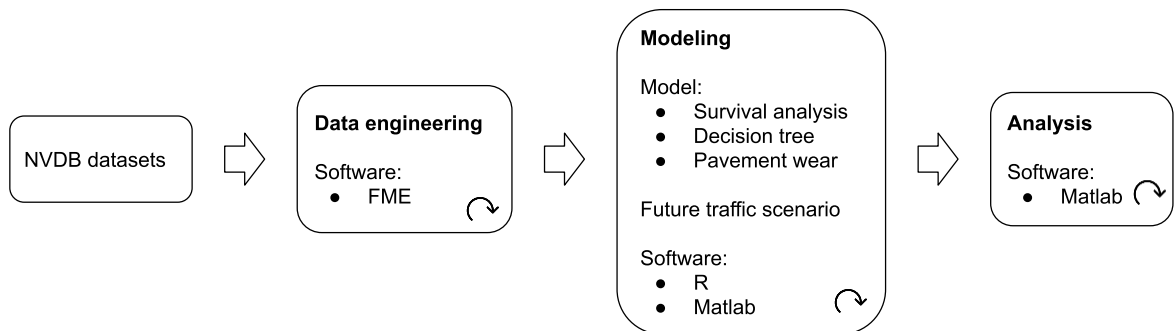 NVDB datasets
Data engineering
Software:
● FME
Modeling
Model:
● Survival analysis
● Decision tree
● Pavement wear
Future traffic scenario
Software:
● R
● Matlab
Analysis
Software:
● Matlab